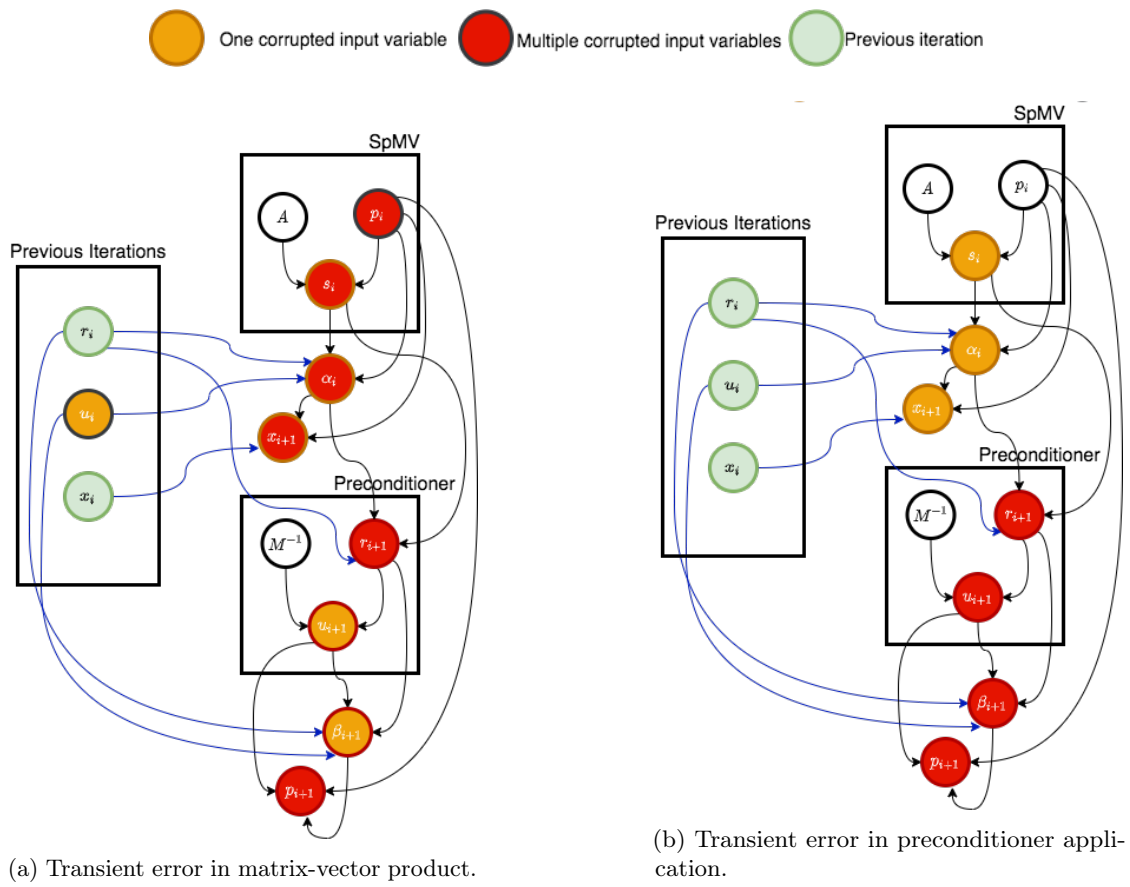 One corrupted input variable
Multiple corrupted input variables
Previous iteration
SpMV
A
p_i
s_i
Previous Iterations
r_i
u_i
x_i
α_i
x_{i+1}
Preconditioner
M^{-1}
r_{i+1}
u_{i+1}
β_{i+1}
p_{i+1}
(a) Transient error in matrix-vector product.
SpMV
A
p_i
s_i
Previous Iterations
r_i
u_i
x_i
α_i
x_{i+1}
Preconditioner
M^{-1}
r_{i+1}
u_{i+1}
β_{i+1}
p_{i+1}
(b) Transient error in preconditioner appli-
cation.